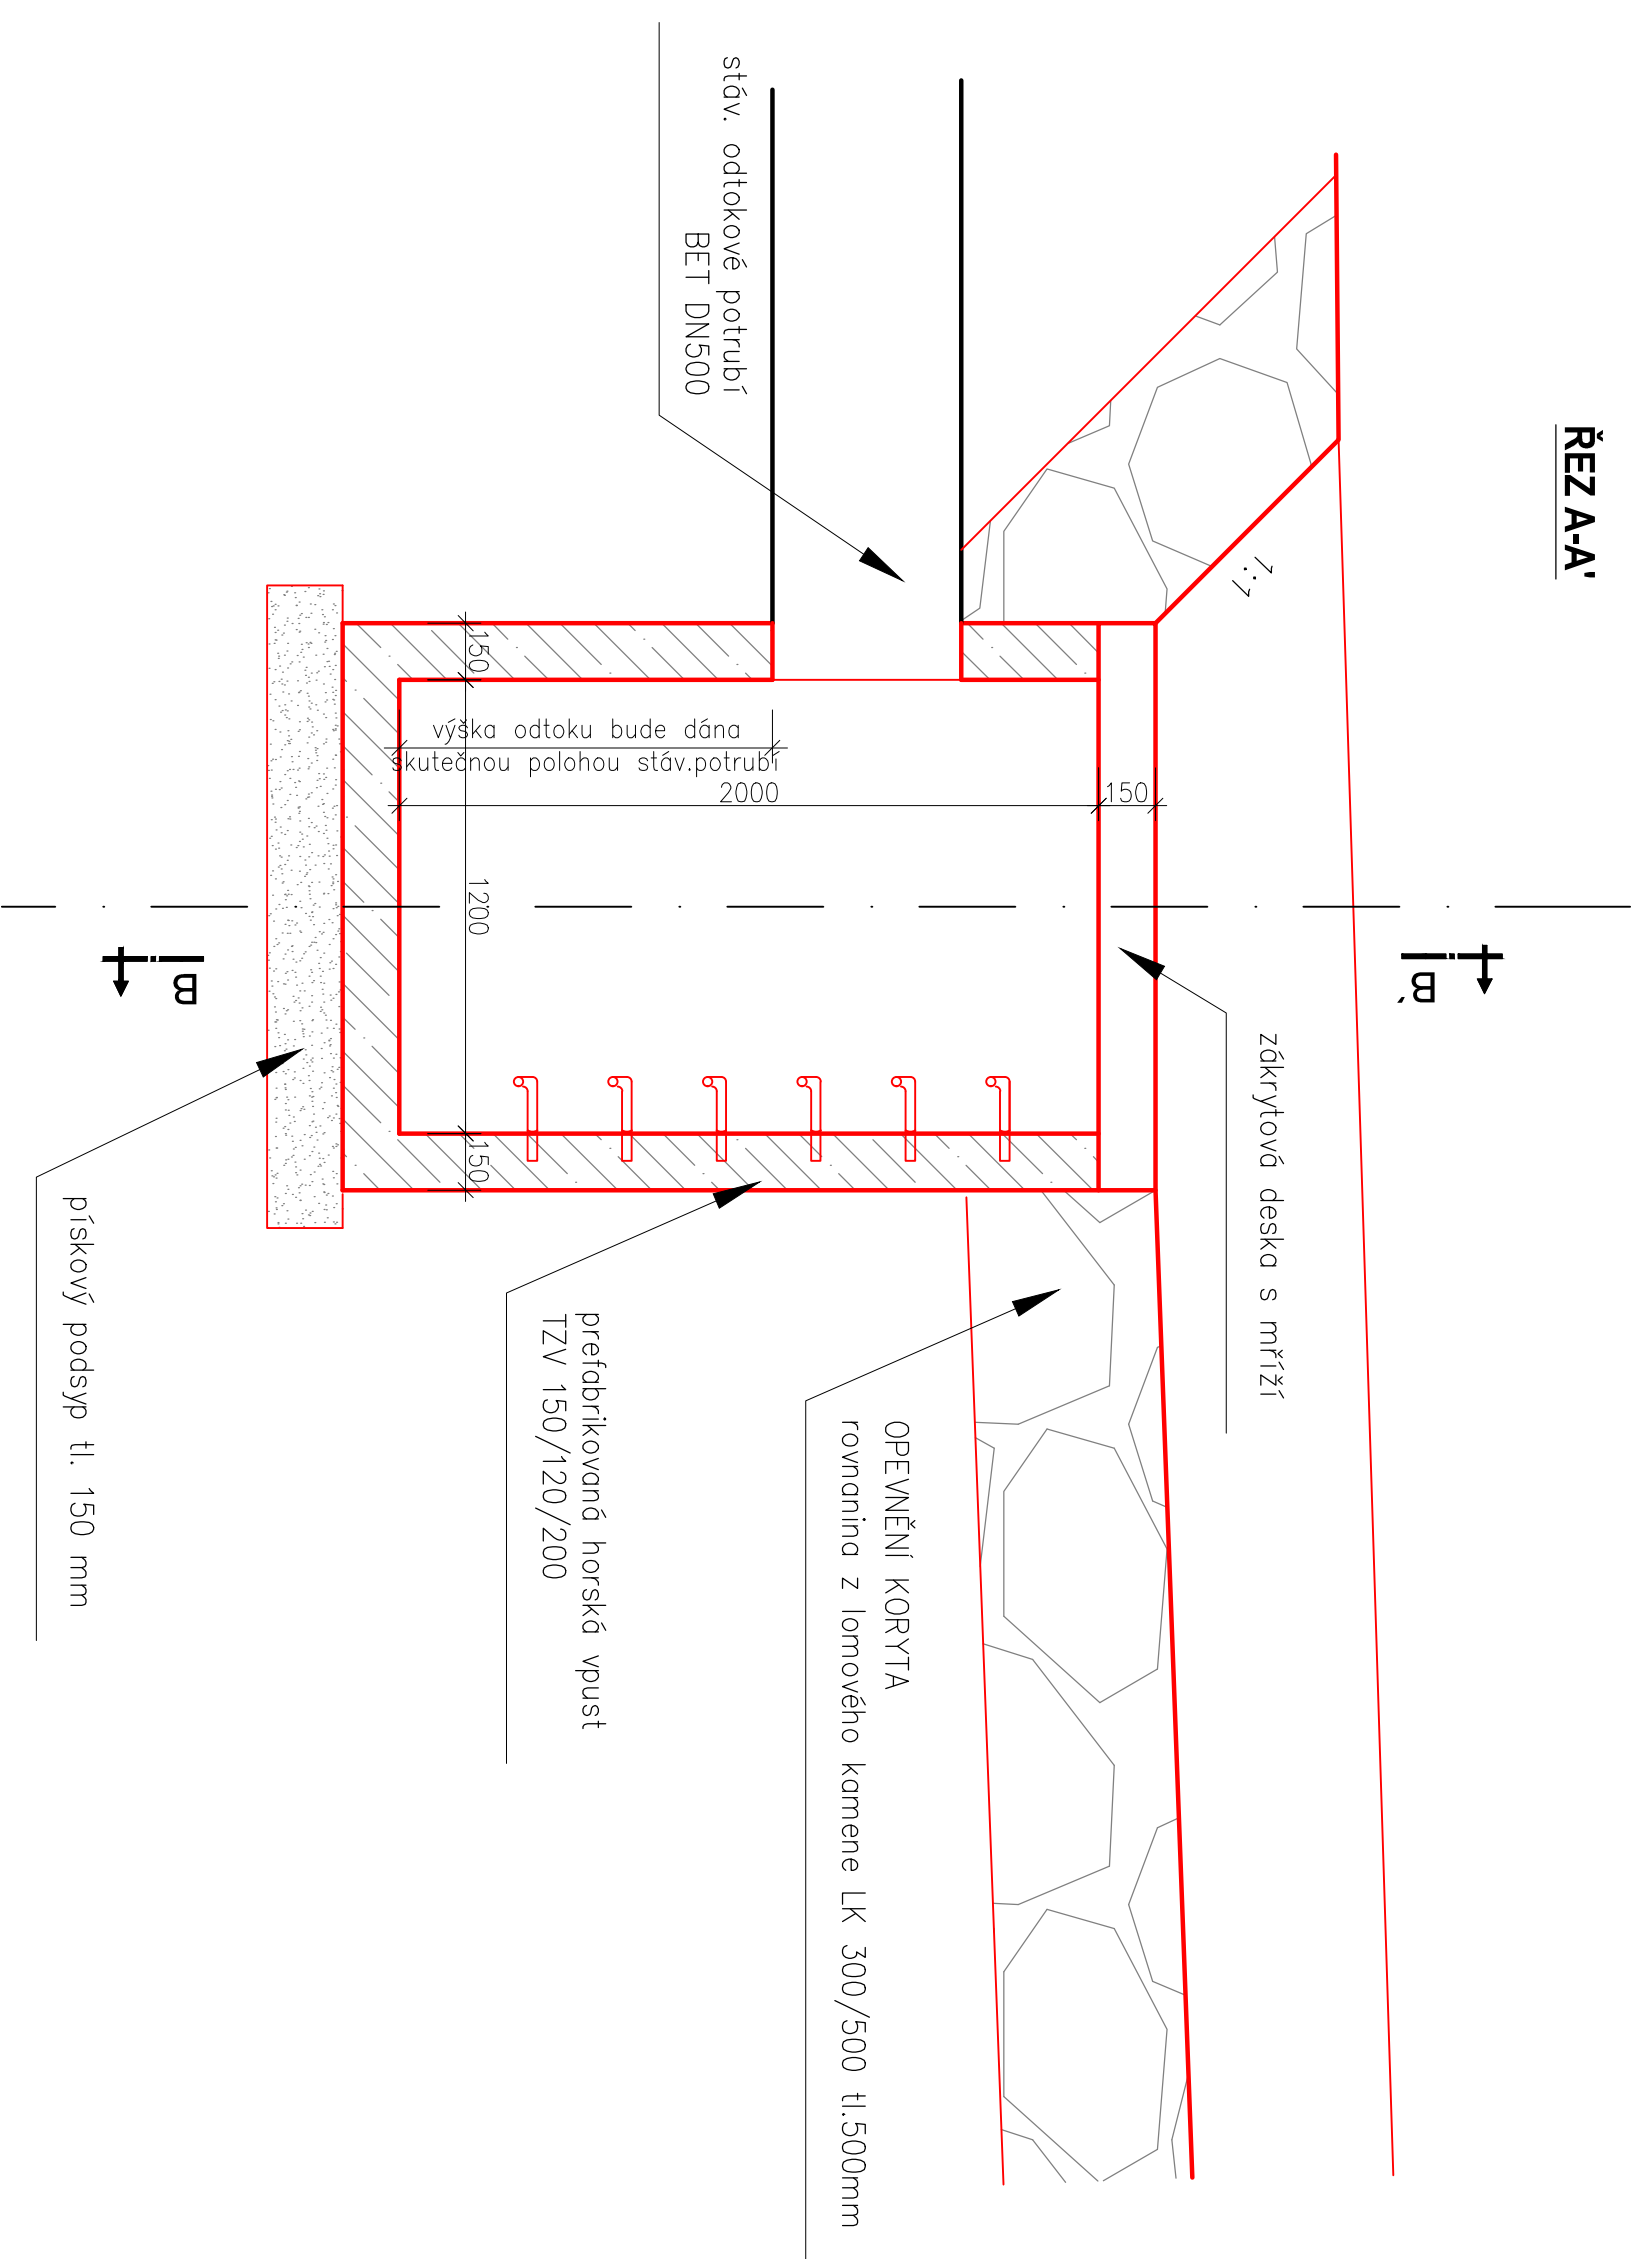 ŘEZ A-A'
1:1
B´
zákrytová deska s mříží
stáv. odtokové potrubí
BET DN500
150
výška odtoku bude dána
skutečnou polohou stáv.potrubí
2000
150
1200
150
OPEVNĚNÍ KORYTA
rovnanina z lomového kamene LK 300/500 tl.500mm
prefabrikovaná horská vpust
TZV 150/120/200
B
pískový podsyp tl. 150 mm